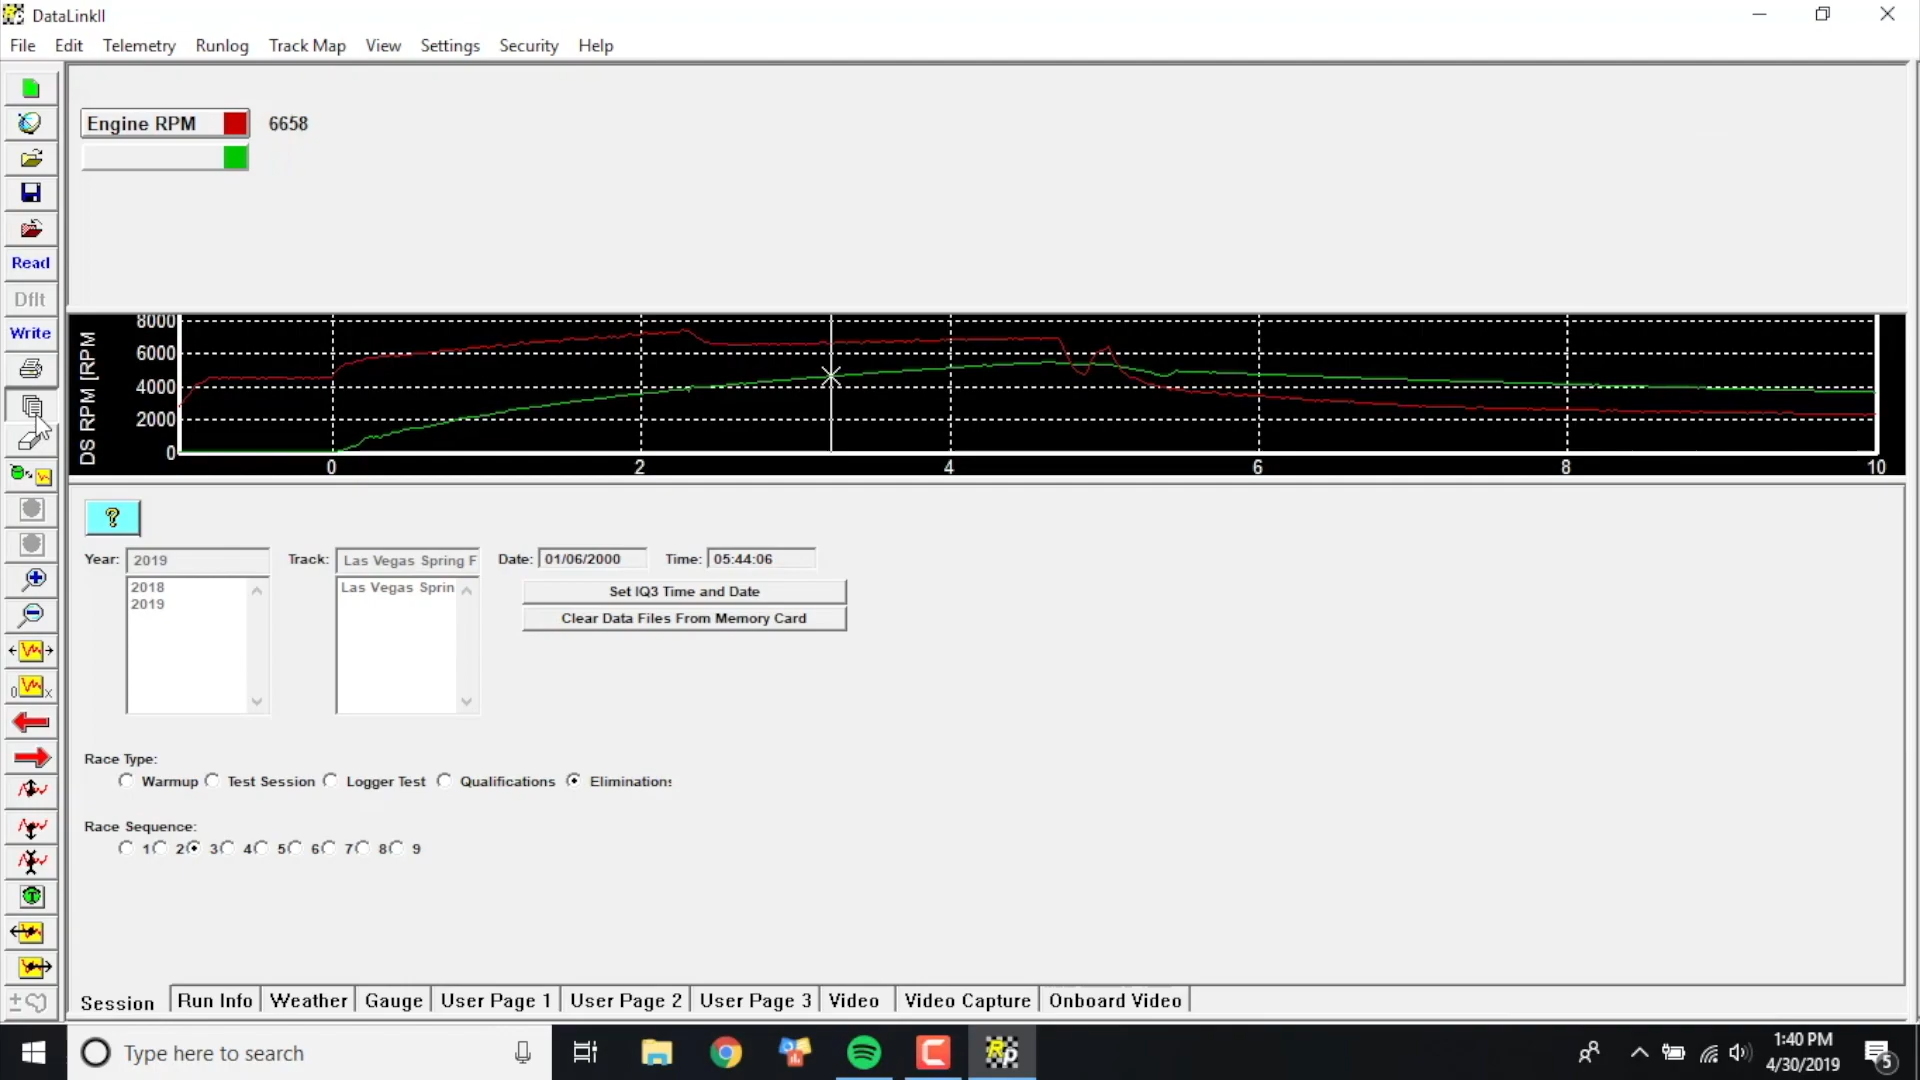 DataLinkII
File Edit Telemetry Runlog Track Map View Settings Security Help
Engine RPM 6658
Read
Dflt
Write
DS RPM [RPM
8000
6000
4000
2000
0
0 2 4 6 8 10
?
Year: 2019 Track: Las Vegas Spring F Date: 01/06/2000 Time: 05:44:06
2018
2019
Las Vegas Sprin
Set IQ3 Time and Date
Clear Data Files From Memory Card
Race Type:
Warmup Test Session Logger Test Qualifications Eliminations
Race Sequence:
1 2 3 4 5 6 7 8 9
Session Run Info Weather Gauge User Page 1 User Page 2 User Page 3 Video Video Capture Onboard Video
Type here to search
1:40 PM
4/30/2019
5